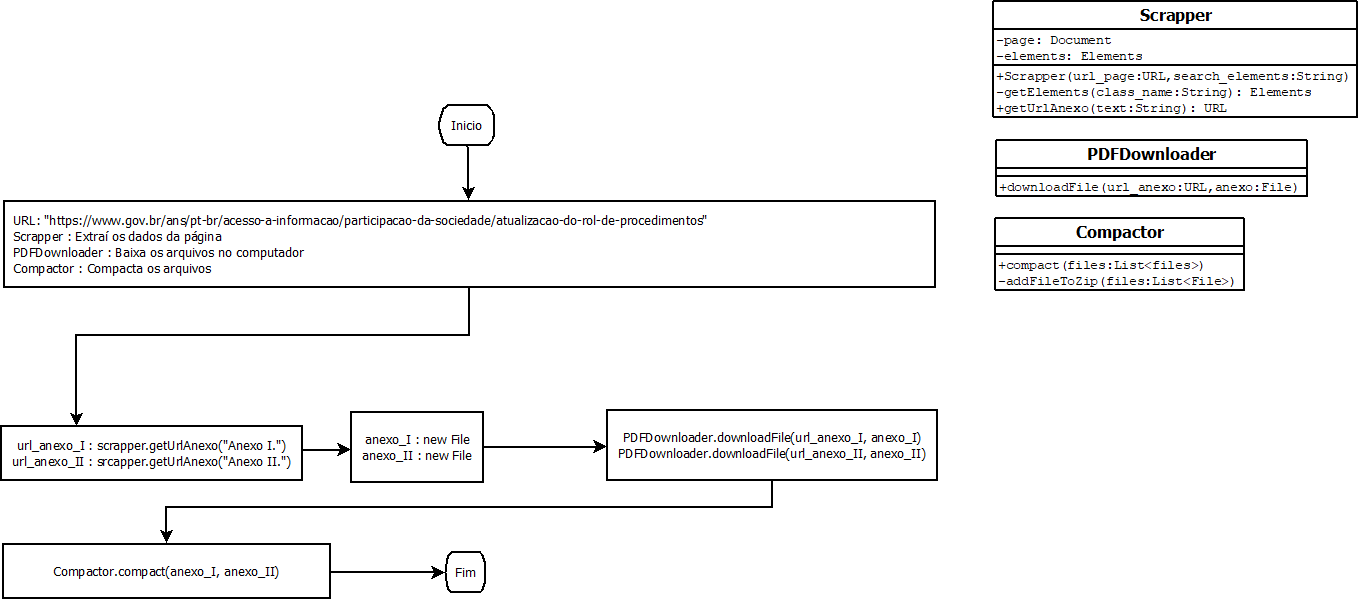 Inicio
URL: "https://www.gov.br/ans/pt-br/acesso-a-informacao/participacao-da-sociedade/atualizacao-do-rol-de-procedimentos"
Scrapper : Extraí os dados da página
PDFDownloader : Baixa os arquivos no computador
Compactor : Compacta os arquivos
url_anexo_I : scrapper.getUrlAnexo("Anexo I.")
url_anexo_II : srcapper.getUrlAnexo("Anexo II.")
anexo_I : new File
anexo_II : new File
PDFDownloader.downloadFile(url_anexo_I, anexo_I)
PDFDownloader.downloadFile(url_anexo_II, anexo_II)
Compactor.compact(anexo_I, anexo_II)
Fim
Scrapper
-page: Document
-elements: Elements
+Scrapper(url_page:URL,search_elements:String)
-getElements(class_name:String): Elements
+getUrlAnexo(text:String): URL
PDFDownloader
+downloadFile(url_anexo:URL,anexo:File)
Compactor
+compact(files:List<files>)
-addFileToZip(files:List<File>)